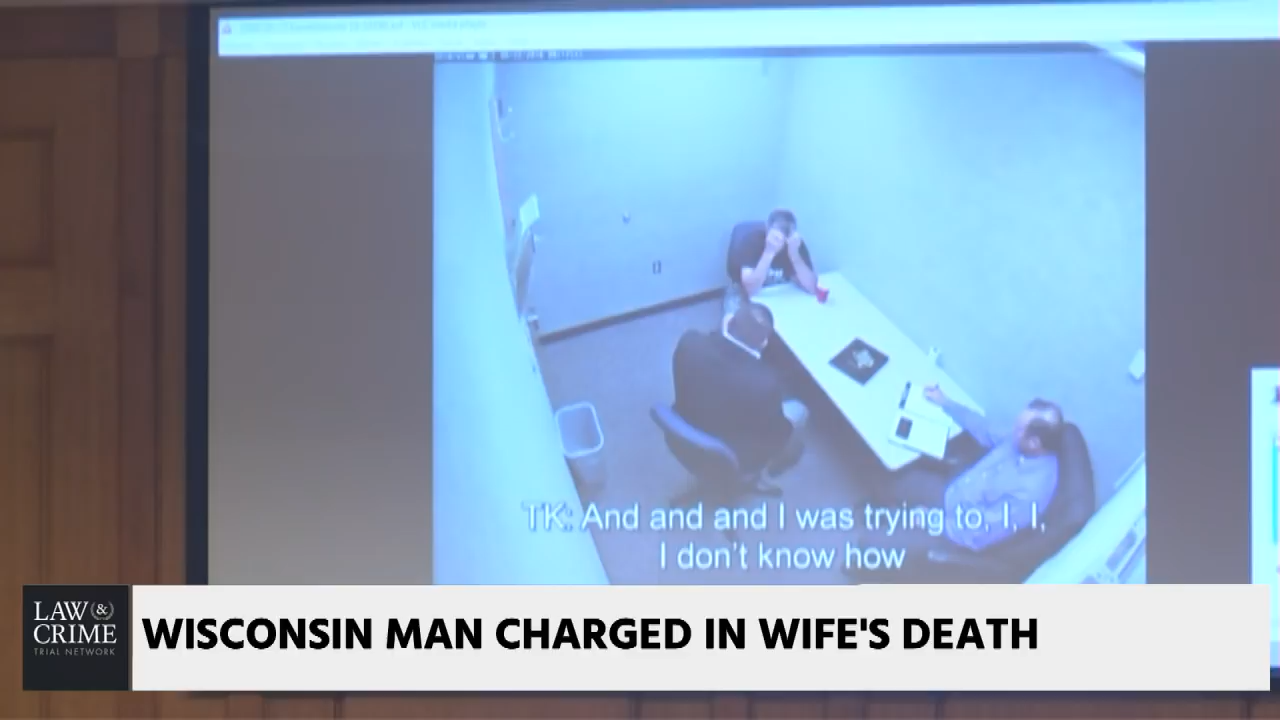 TK: And and and I was trying to, I, I,
I don't know how
LAW &
CRIME
TRIAL NETWORK
WISCONSIN MAN CHARGED IN WIFE'S DEATH